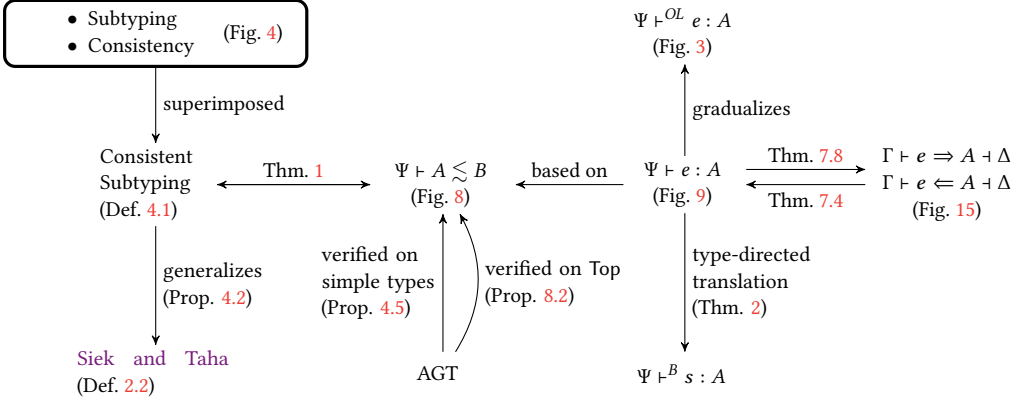 • Subtyping
• Consistency
(Fig. 4)
superimposed
Consistent
Subtyping
(Def. 4.1)
generalizes
(Prop. 4.2)
Siek and Taha
(Def. 2.2)
Thm. 1
Ψ ⊢ A ≲ B
(Fig. 8)
verified on
simple types
(Prop. 4.5)
verified on Top
(Prop. 8.2)
AGT
based on
Ψ ⊢^{OL} e : A
(Fig. 3)
gradualizes
Ψ ⊢ e : A
(Fig. 9)
type-directed
translation
(Thm. 2)
Ψ ⊢^{B} s : A
Thm. 7.8
Thm. 7.4
Γ ⊢ e ⇒ A ⊣ Δ
Γ ⊢ e ⇐ A ⊣ Δ
(Fig. 15)